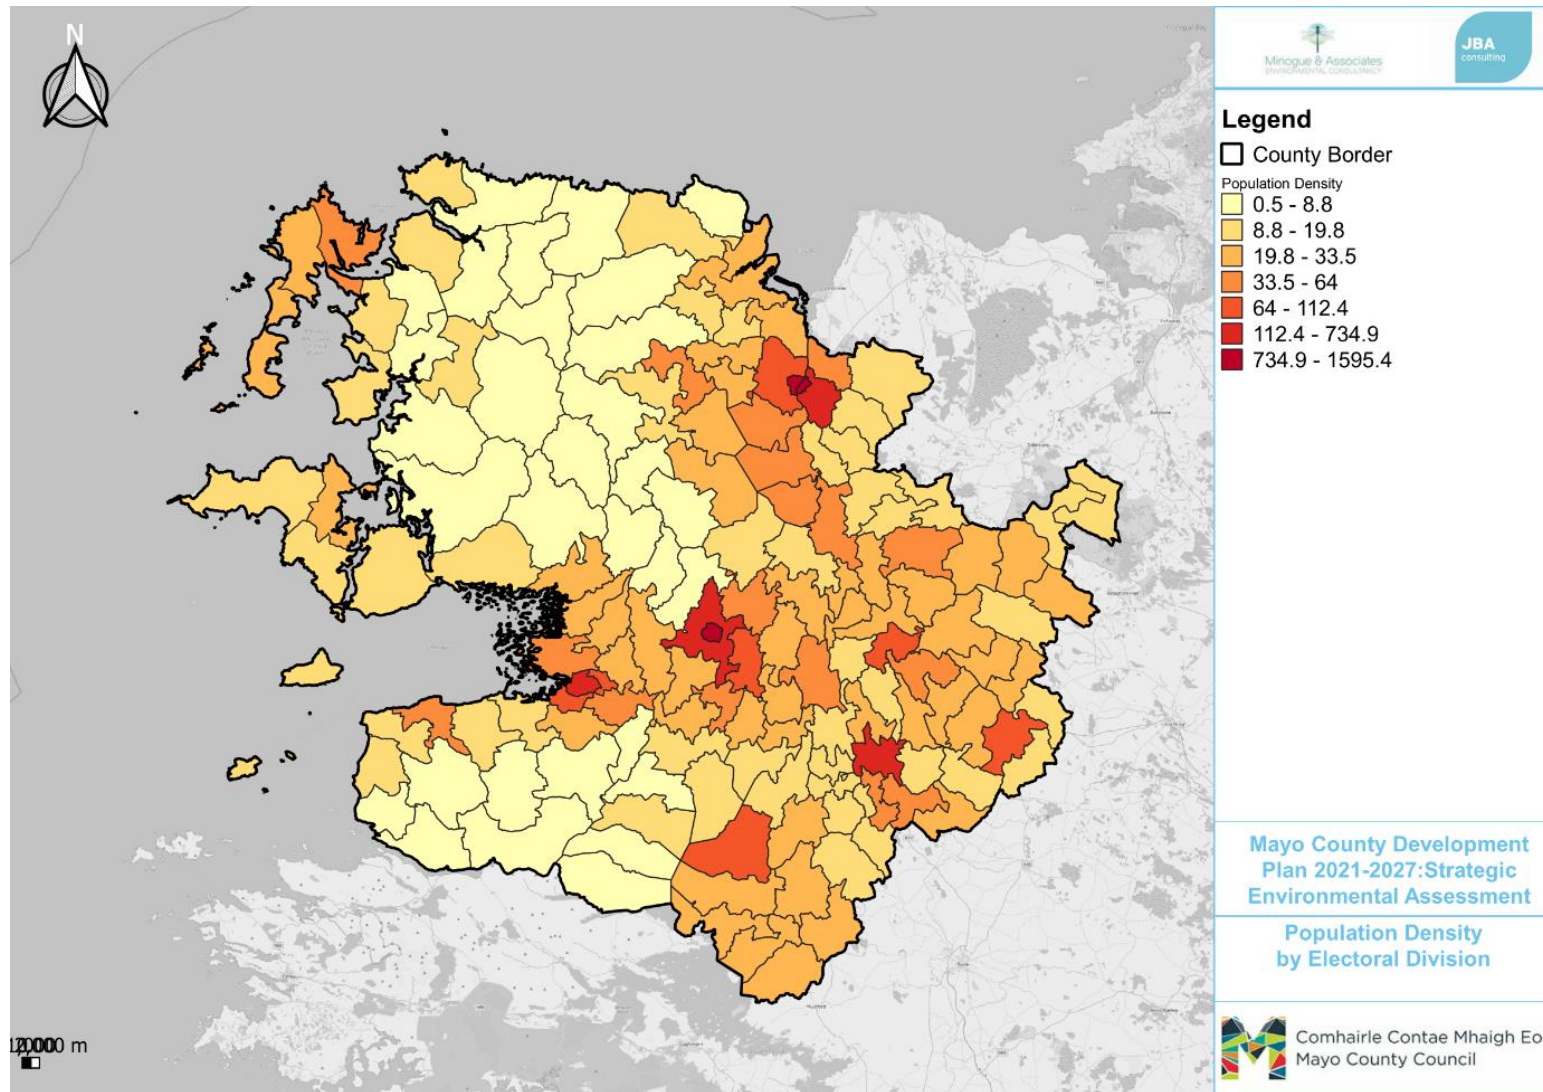 N
Minogue & Associates
ENVIRONMENTAL CONSULTANCY
JBA
consulting
Legend
County Border
Population Density
0.5 - 8.8
8.8 - 19.8
19.8 - 33.5
33.5 - 64
64 - 112.4
112.4 - 734.9
734.9 - 1595.4
Mayo County Development
Plan 2021-2027:Strategic
Environmental Assessment
Population Density
by Electoral Division
Comhairle Contae Mhaigh Eo
Mayo County Council
m